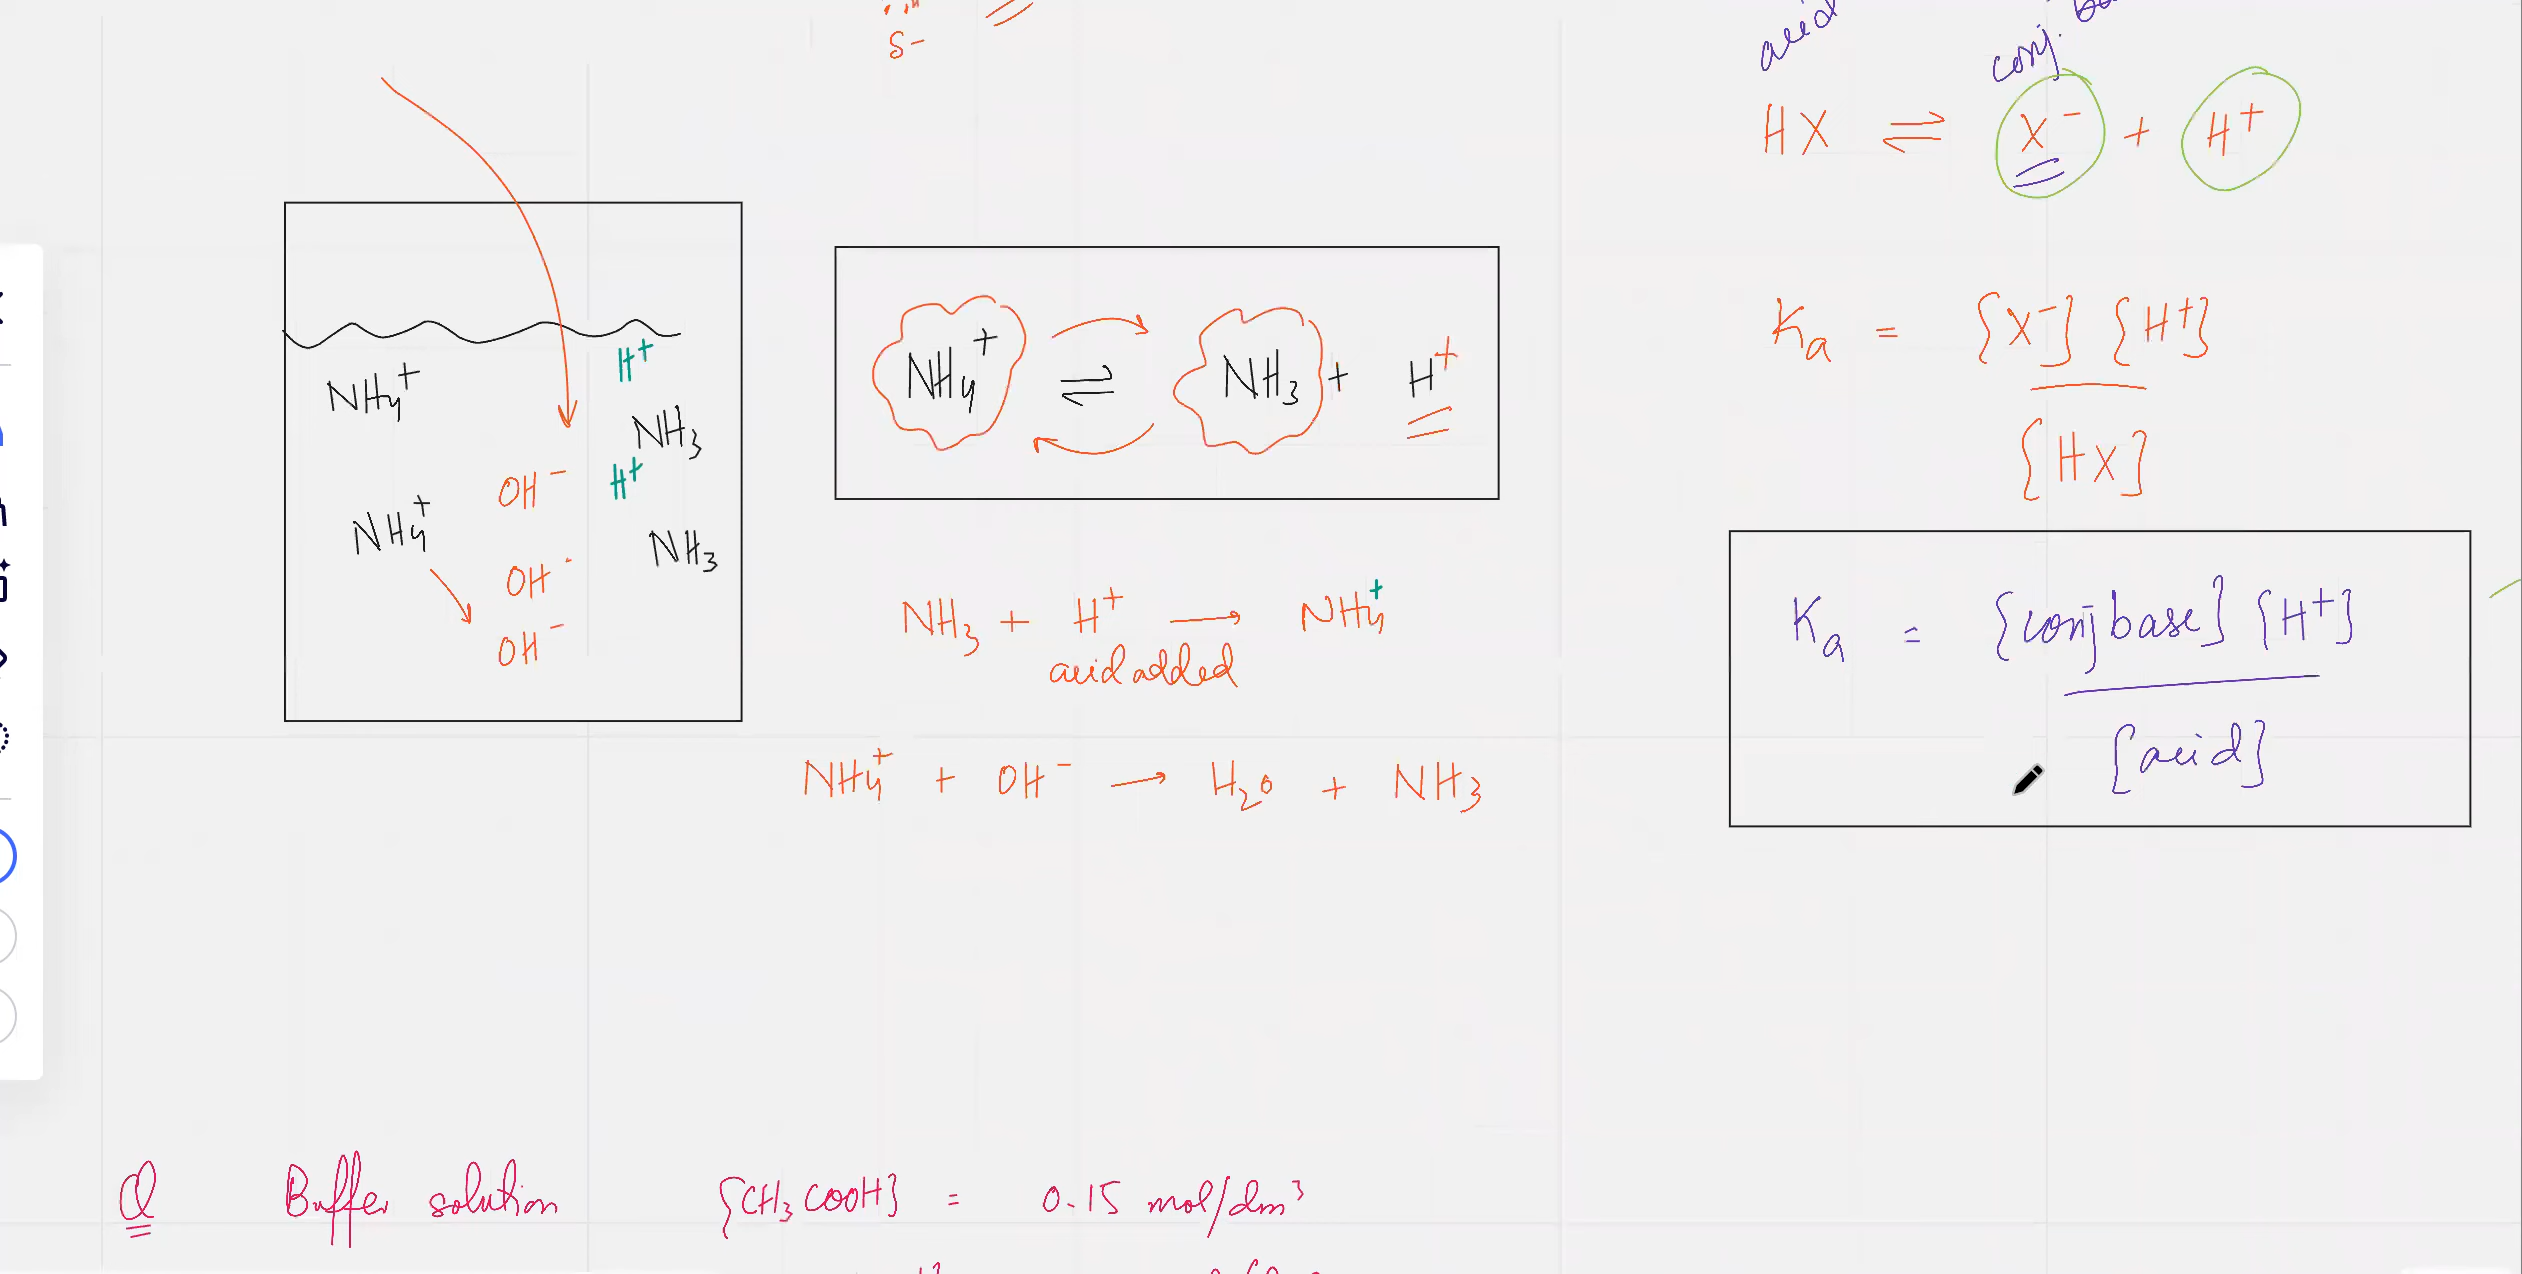 δ-
acid
conj.
HX ⇌ X⁻ + H⁺
Ka = [X⁻] [H⁺]
[HX]
NH4⁺
H⁺
NH3
OH⁻
H⁺
NH4⁺
NH3
OH⁻
OH⁻
NH4⁺ ⇌ NH3 + H⁺
NH3 + H⁺ → NH4⁺
acid added
NH4⁺ + OH⁻ → H2O + NH3
Ka = [conj base] [H⁺]
[acid]
Q Buffer solution [CH3COOH] = 0.15 mol/dm³